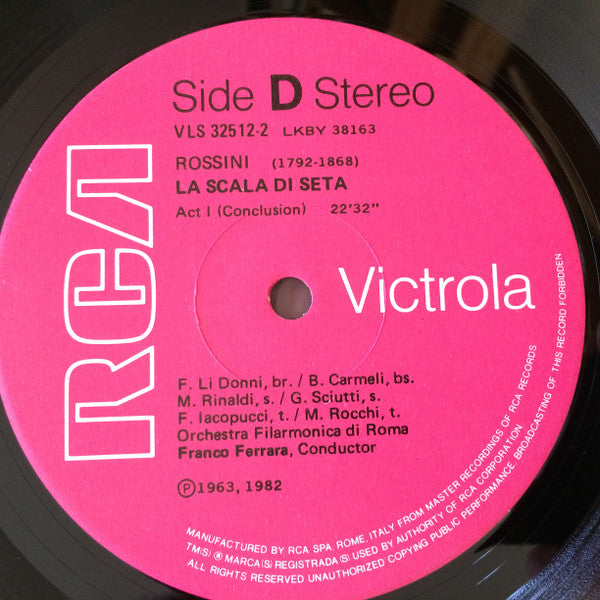 RCA
Side D Stereo
VLS 32512-2 LKBY 38163
ROSSINI (1792-1868)
LA SCALA DI SETA
Act I (Conclusion) 22'32"
Victrola
F. Li Donni, br. / B. Carmeli, bs.
M. Rinaldi, s. / G. Sciutti, s.
F. Iacopucci, t. / M. Rocchi, t.
Orchestra Filarmonica di Roma
Franco Ferrara, Conductor
Ⓟ1963, 1982
MANUFACTURED BY RCA SPA, ROME, ITALY FROM MASTER RECORDINGS OF RCA RECORDS
TM(S) ® MARCA(S) REGISTRADA(S) USED BY AUTHORITY OF RCA CORPORATION
ALL RIGHTS RESERVED UNAUTHORIZED COPYING PUBLIC PERFORMANCE BROADCASTING OF THIS RECORD FORBIDDEN